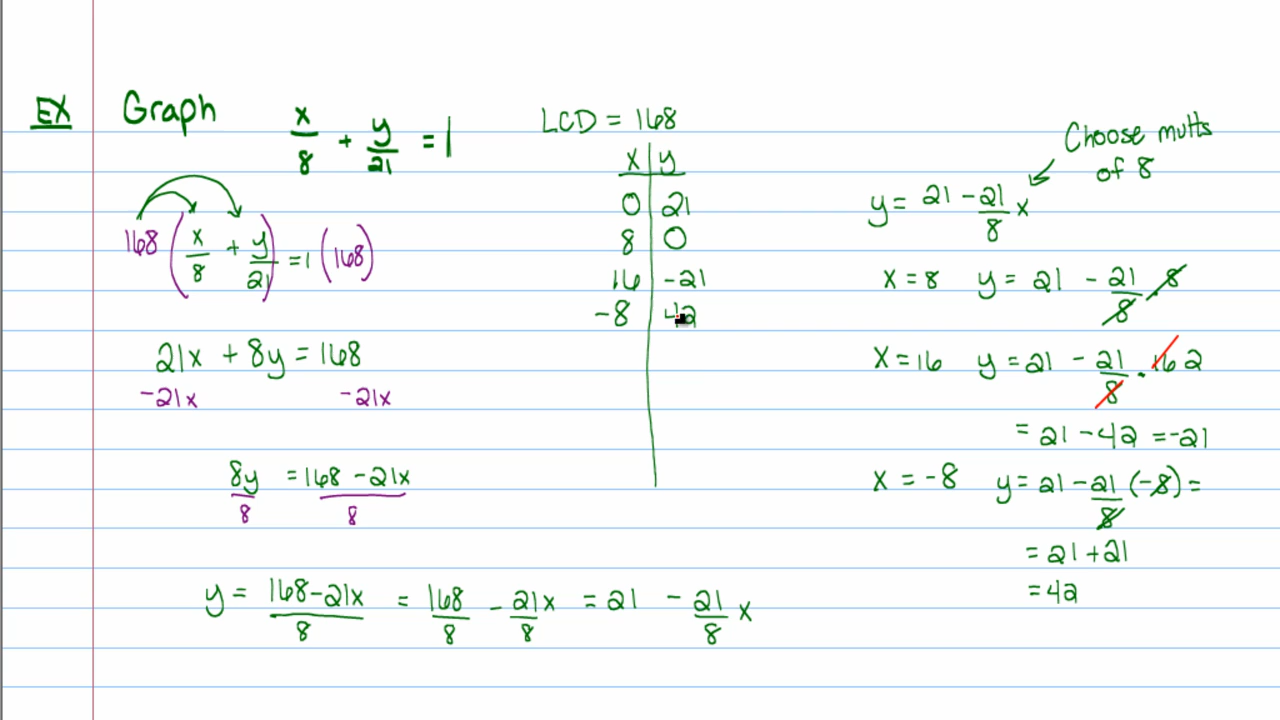 EX Graph x/8 + y/21 = 1
168 ( x/8 + y/21 ) = 1 (168)
21x + 8y = 168
-21x -21x
8y = 168 - 21x
8 8
y = (168-21x)/8 = 168/8 - 21x/8 = 21 - 21/8 x
LCD = 168
x | y
0 | 21
8 | 0
16 | -21
-8 | 42
Choose mults
of 8
y = 21 - 21/8 x
x = 8 y = 21 - 21/8 · 8
x = 16 y = 21 - 21/8 · 16 2
= 21 - 42 = -21
x = -8 y = 21 - 21/8 (-8) =
= 21 + 21
= 42